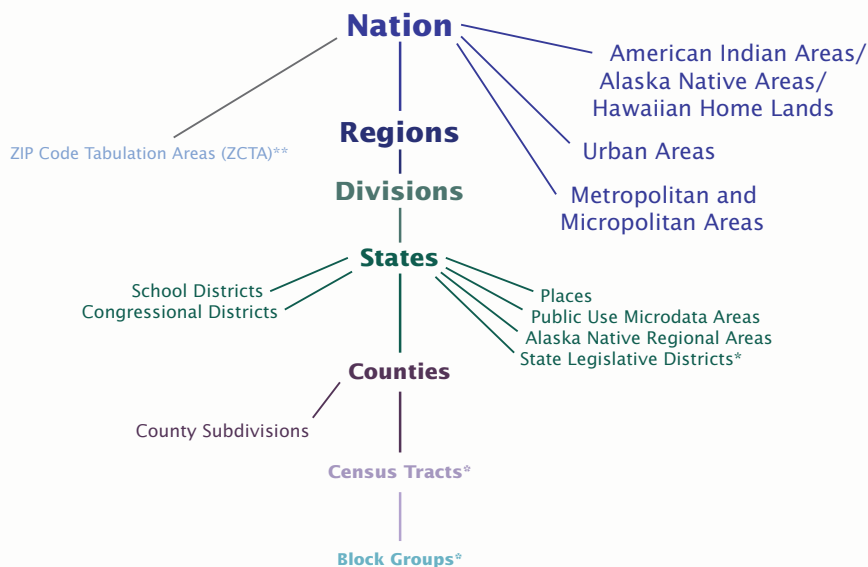 Nation
American Indian Areas/
Alaska Native Areas/
Hawaiian Home Lands
Regions
ZIP Code Tabulation Areas (ZCTA)**
Urban Areas
Divisions
Metropolitan and
Micropolitan Areas
States
School Districts
Congressional Districts
Places
Public Use Microdata Areas
Alaska Native Regional Areas
State Legislative Districts*
Counties
County Subdivisions
Census Tracts*
Block Groups*